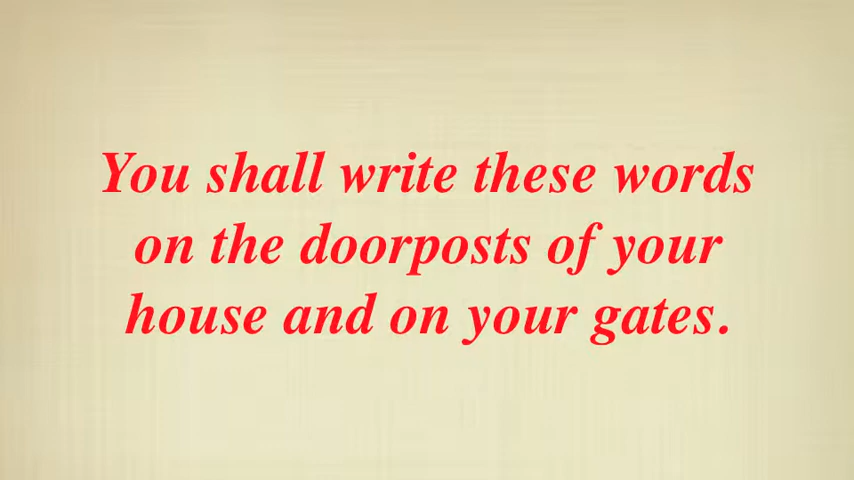 You shall write these words
on the doorposts of your
house and on your gates.